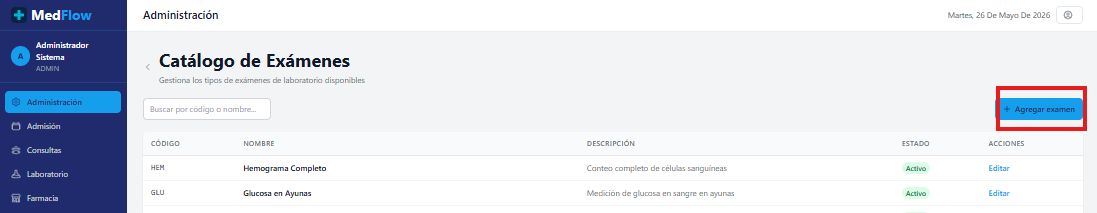 MedFlow
Administración
Martes, 26 De Mayo De 2026
A
Administrador Sistema
ADMIN
Administración
Admisión
Consultas
Laboratorio
Farmacia
Catálogo de Exámenes
Gestiona los tipos de exámenes de laboratorio disponibles
Buscar por código o nombre...
+ Agregar examen
CÓDIGO NOMBRE DESCRIPCIÓN ESTADO ACCIONES
HEM Hemograma Completo Conteo completo de células sanguíneas Activo Editar
GLU Glucosa en Ayunas Medición de glucosa en sangre en ayunas Activo Editar